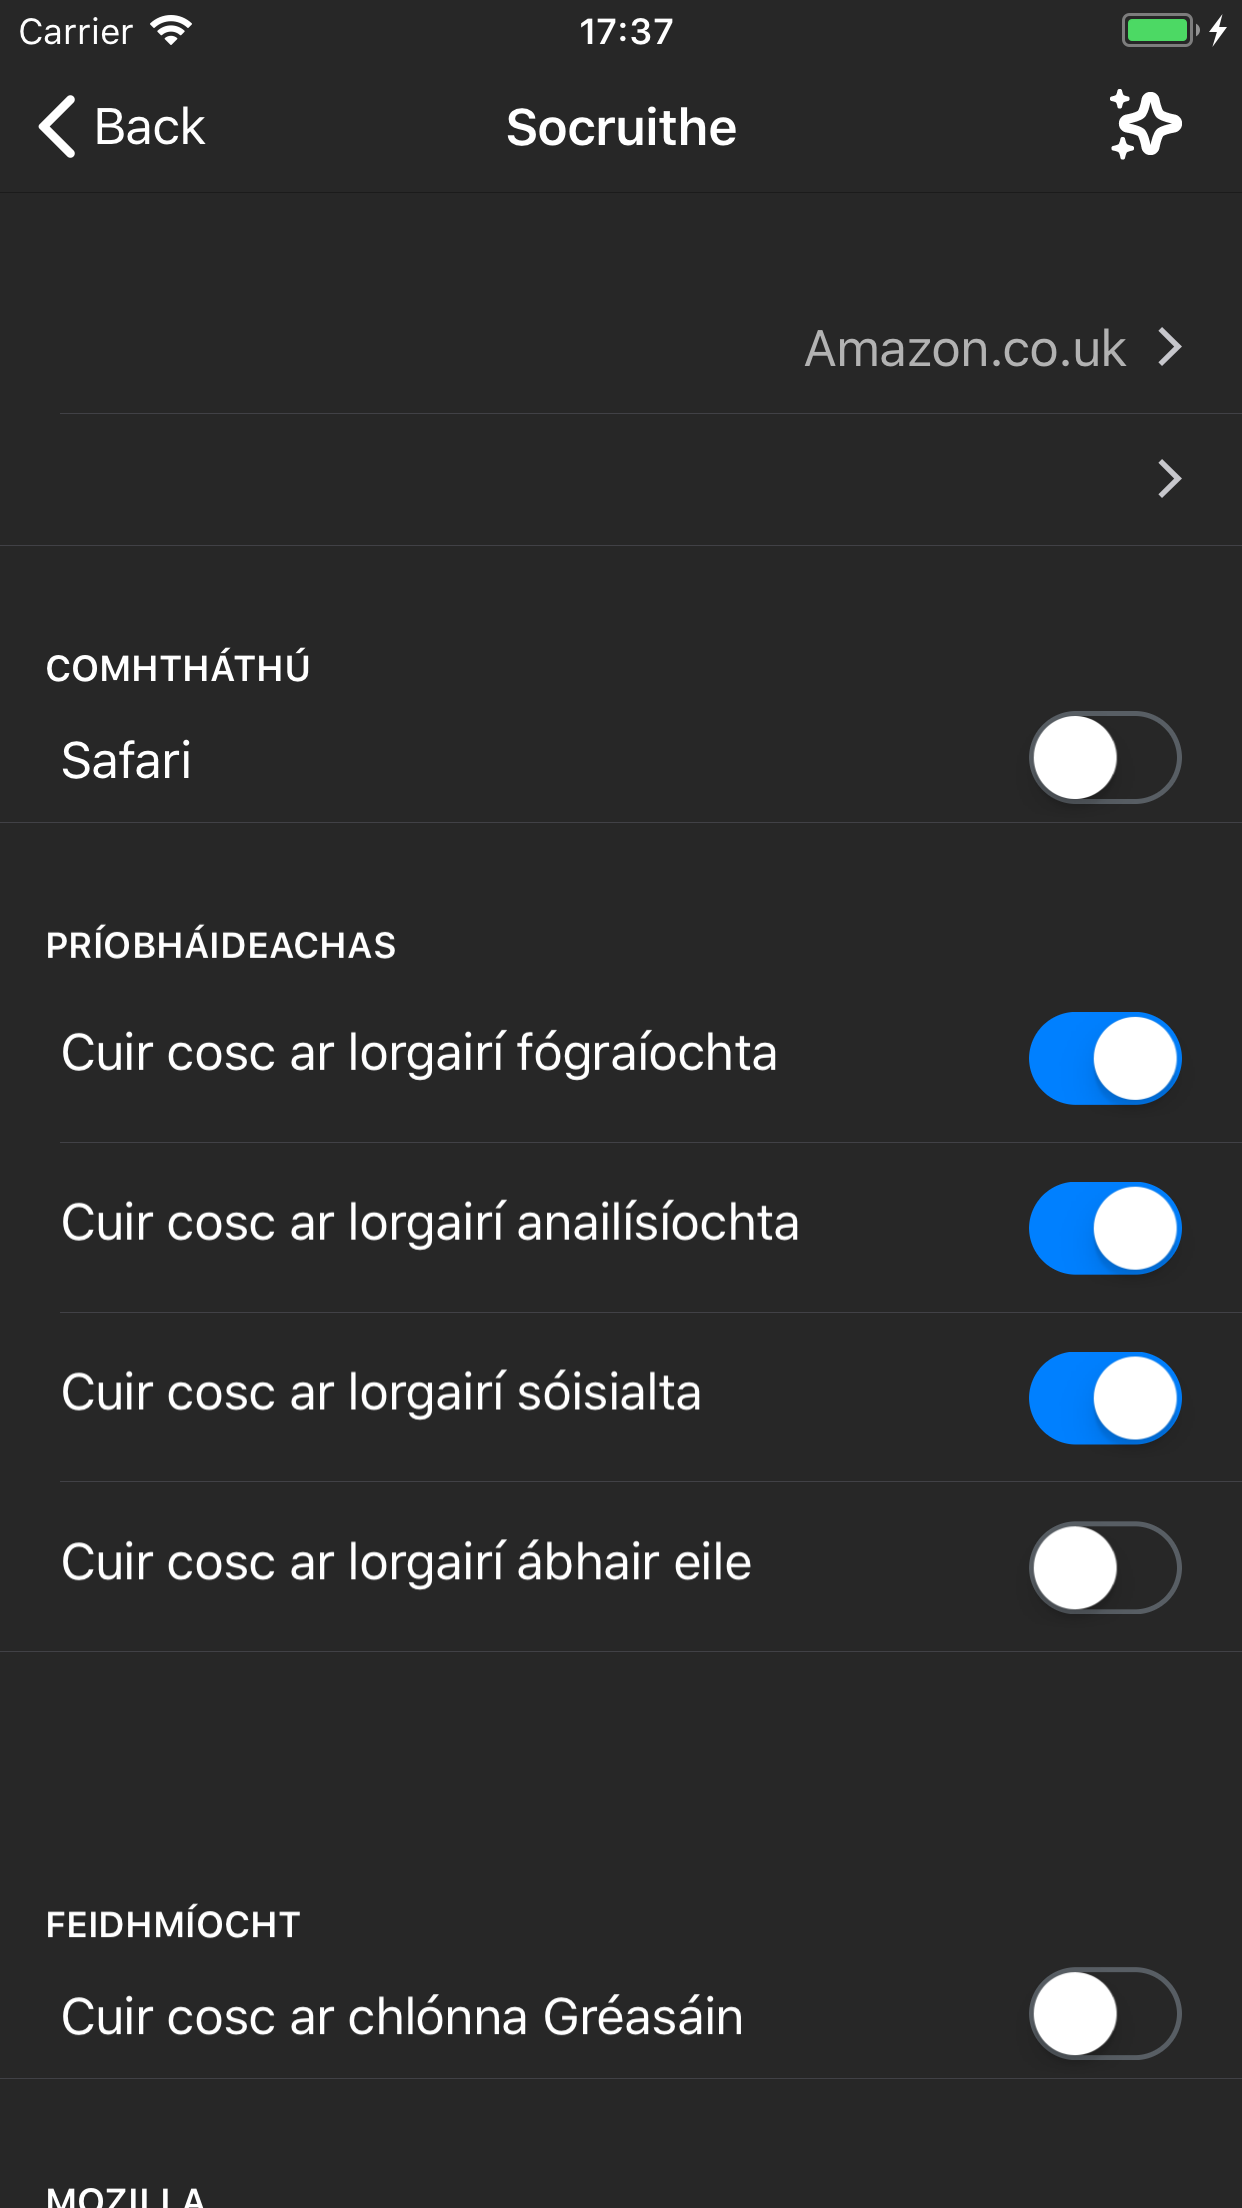 Carrier 17:37
Back Socruithe
Amazon.co.uk
COMHTHÁTHÚ
Safari
PRÍOBHÁIDEACHAS
Cuir cosc ar lorgairí fógraíochta
Cuir cosc ar lorgairí anailísíochta
Cuir cosc ar lorgairí sóisialta
Cuir cosc ar lorgairí ábhair eile
FEIDHMÍOCHT
Cuir cosc ar chlónna Gréasáin
MOZILLA